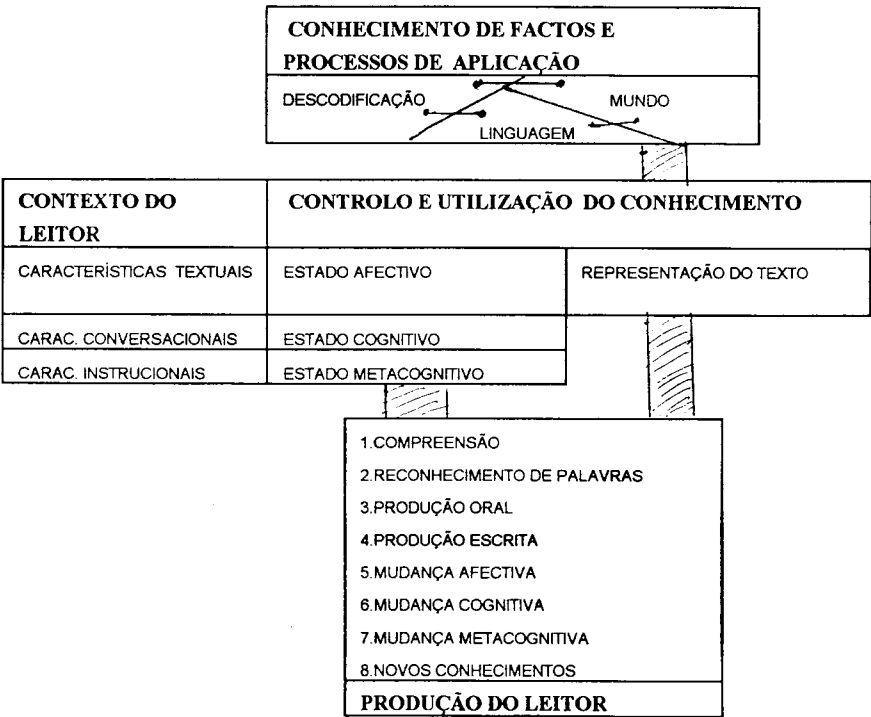 CONHECIMENTO DE FACTOS E
PROCESSOS DE APLICAÇÃO
DESCODIFICAÇÃO
MUNDO
LINGUAGEM
CONTEXTO DO
LEITOR
CONTROLO E UTILIZAÇÃO DO CONHECIMENTO
CARACTERÍSTICAS TEXTUAIS
ESTADO AFECTIVO
REPRESENTAÇÃO DO TEXTO
CARAC. CONVERSACIONAIS
ESTADO COGNITIVO
CARAC. INSTRUCIONAIS
ESTADO METACOGNITIVO
1.COMPREENSÃO
2.RECONHECIMENTO DE PALAVRAS
3.PRODUÇÃO ORAL
4.PRODUÇÃO ESCRITA
5.MUDANÇA AFECTIVA
6.MUDANÇA COGNITIVA
7.MUDANÇA METACOGNITIVA
8.NOVOS CONHECIMENTOS
PRODUÇÃO DO LEITOR